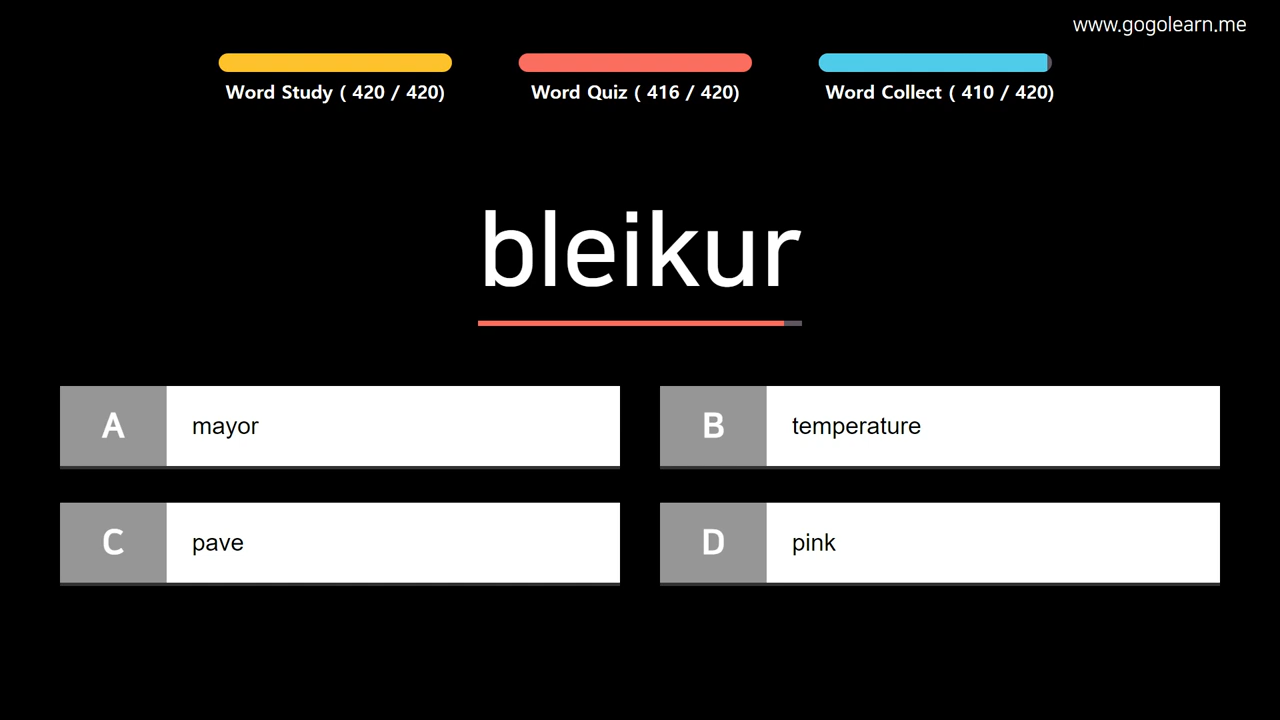 www.gogolearn.me
Word Study ( 420 / 420)
Word Quiz ( 416 / 420)
Word Collect ( 410 / 420)
bleikur
A mayor
B temperature
C pave
D pink